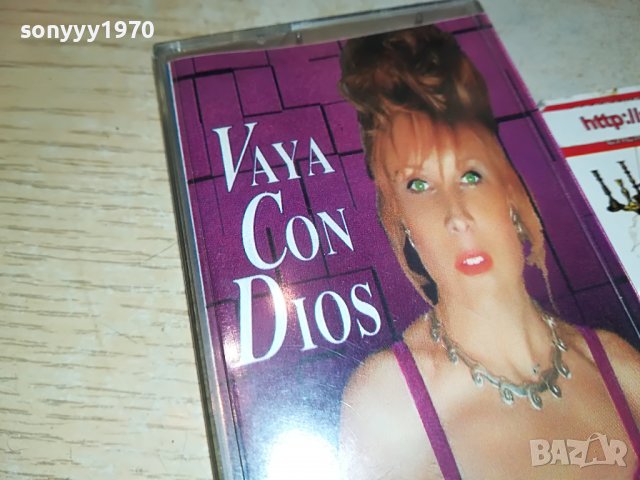 sonyyy1970
VAYA
CON
DIOS
http://
BAZAR